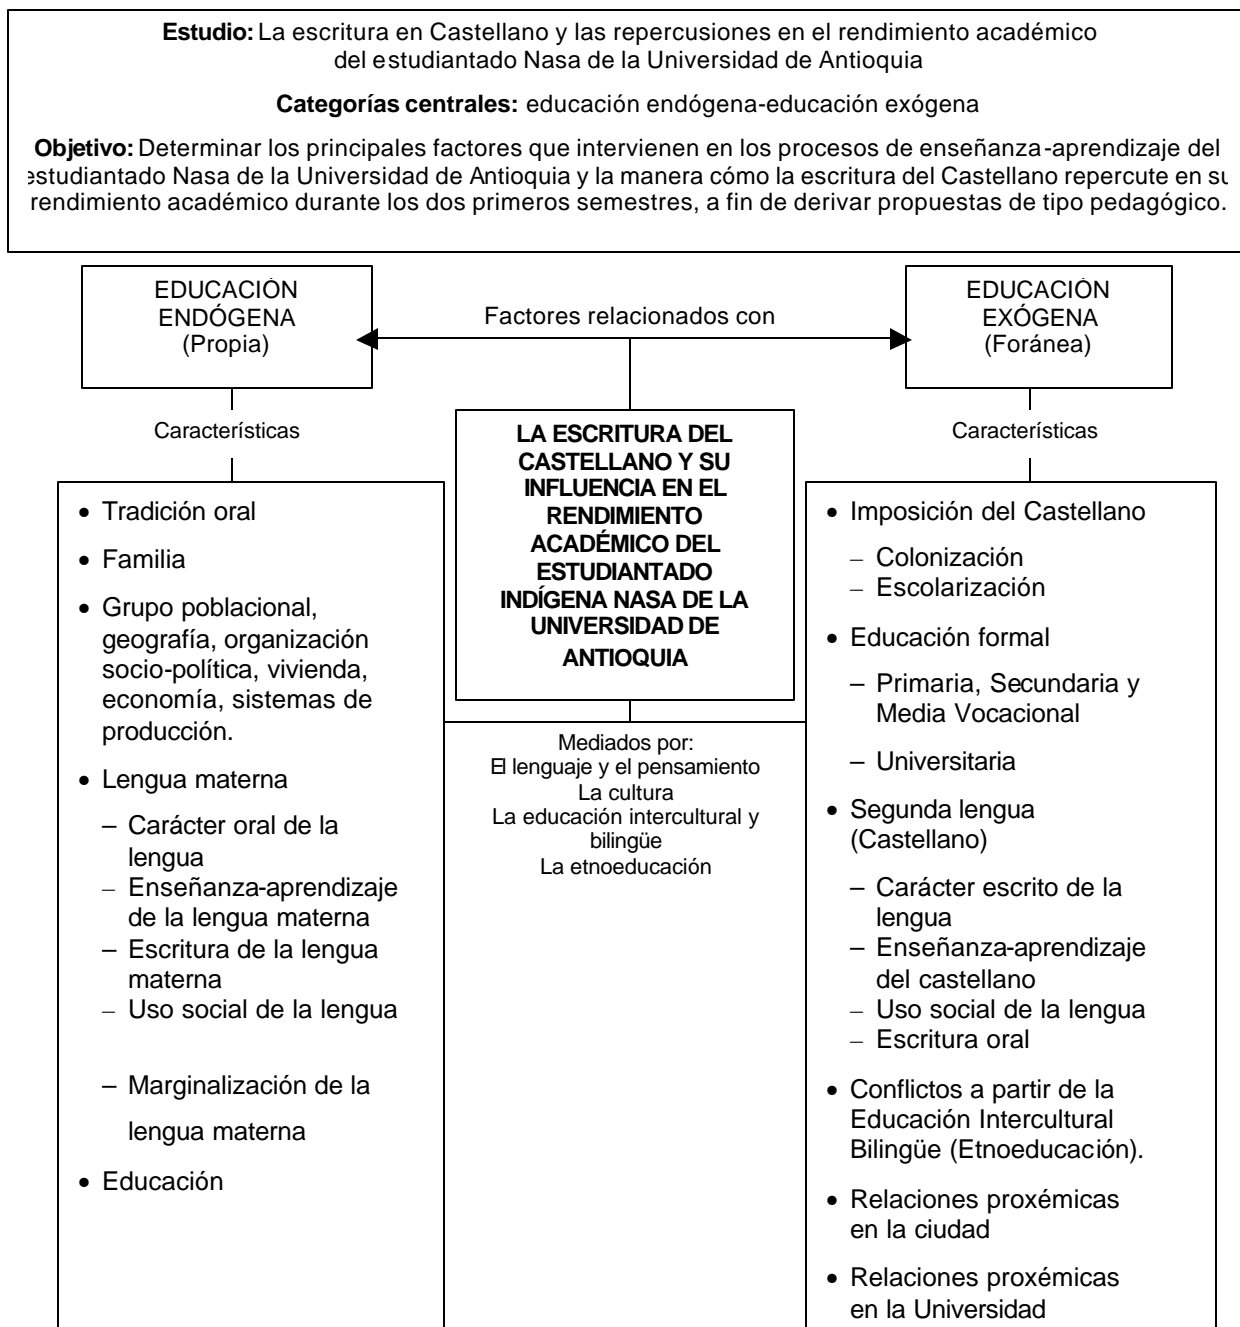 Estudio: La escritura en Castellano y las repercusiones en el rendimiento académico
del estudiantado Nasa de la Universidad de Antioquia
Categorías centrales: educación endógena-educación exógena
Objetivo: Determinar los principales factores que intervienen en los procesos de enseñanza-aprendizaje del
estudiantado Nasa de la Universidad de Antioquia y la manera cómo la escritura del Castellano repercute en su
rendimiento académico durante los dos primeros semestres, a fin de derivar propuestas de tipo pedagógico.
EDUCACIÓN
ENDÓGENA
(Propia)
Factores relacionados con
EDUCACIÓN
EXÓGENA
(Foránea)
Características
LA ESCRITURA DEL
CASTELLANO Y SU
INFLUENCIA EN EL
RENDIMIENTO
ACADÉMICO DEL
ESTUDIANTADO
INDÍGENA NASA DE LA
UNIVERSIDAD DE
ANTIOQUIA
Características
• Tradición oral
• Familia
• Grupo poblacional,
geografía, organización
socio-política, vivienda,
economía, sistemas de
producción.
• Lengua materna
– Carácter oral de la
lengua
– Enseñanza-aprendizaje
de la lengua materna
– Escritura de la lengua
materna
– Uso social de la lengua
– Marginalización de la
lengua materna
• Educación
Mediados por:
El lenguaje y el pensamiento
La cultura
La educación intercultural y
bilingüe
La etnoeducación
• Imposición del Castellano
– Colonización
– Escolarización
• Educación formal
– Primaria, Secundaria y
Media Vocacional
– Universitaria
• Segunda lengua
(Castellano)
– Carácter escrito de la
lengua
– Enseñanza-aprendizaje
del castellano
– Uso social de la lengua
– Escritura oral
• Conflictos a partir de la
Educación Intercultural
Bilingüe (Etnoeducación).
• Relaciones proxémicas
en la ciudad
• Relaciones proxémicas
en la Universidad